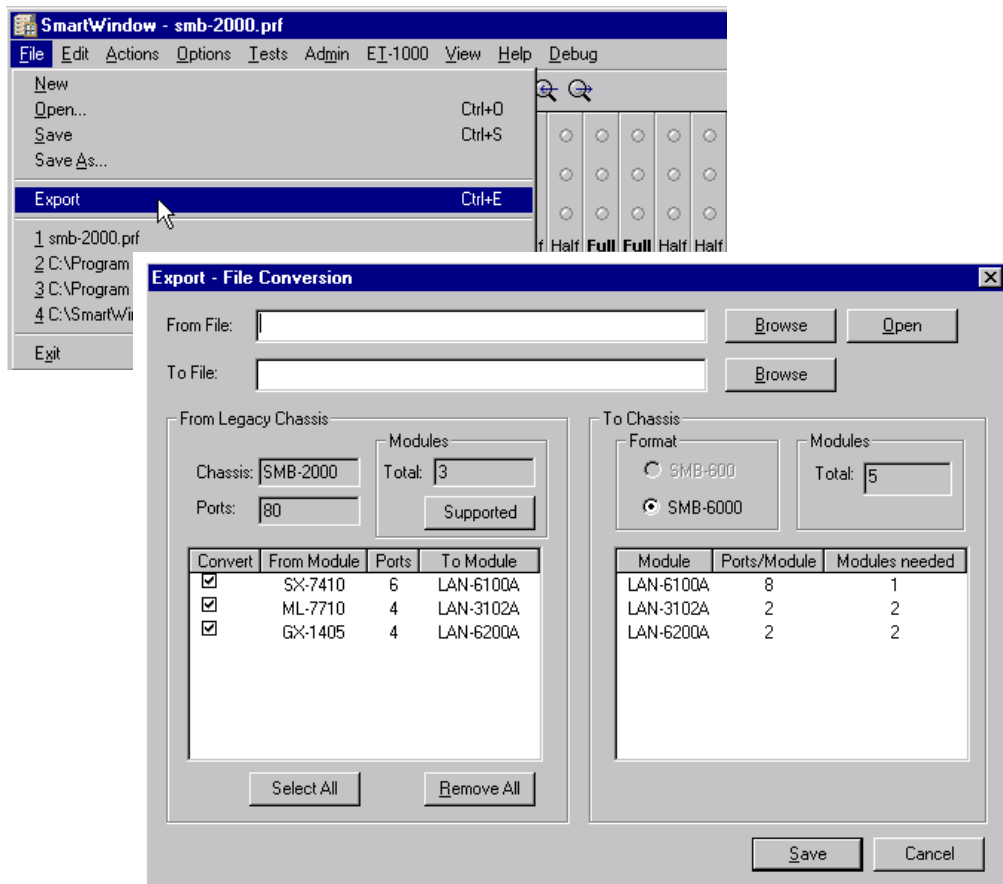 SmartWindow - smb-2000.prf
File Edit Actions Options Tests Admin ET-1000 View Help Debug
New
Open... Ctrl+O
Save Ctrl+S
Save As...
Export Ctrl+E
1 smb-2000.prf
2 C:\Program
3 C:\Program
4 C:\SmartWi
Exit
Half Full Full Half Half
Export - File Conversion
From File: Browse Open
To File: Browse
From Legacy Chassis
Modules
Chassis: SMB-2000 Total: 3
Ports: 80 Supported
Convert From Module Ports To Module
SX-7410 6 LAN-6100A
ML-7710 4 LAN-3102A
GX-1405 4 LAN-6200A
Select All Remove All
To Chassis
Format Modules
SMB-600 Total: 5
SMB-6000
Module Ports/Module Modules needed
LAN-6100A 8 1
LAN-3102A 2 2
LAN-6200A 2 2
Save Cancel